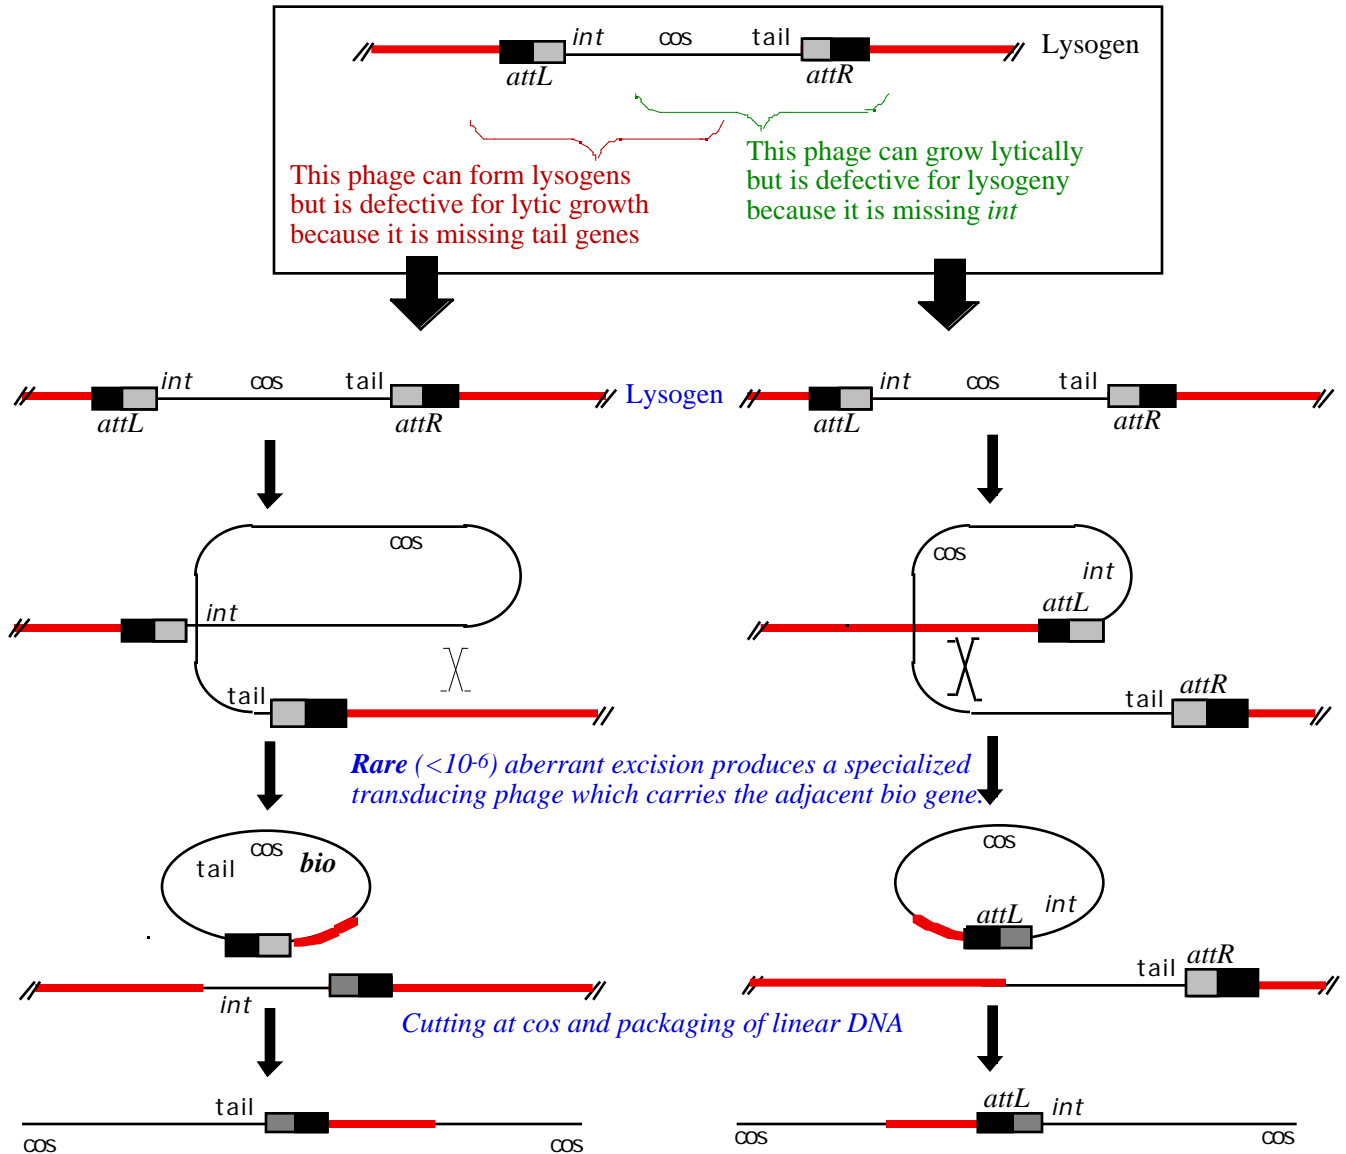 int cos tail
Lysogen
attL attR
This phage can grow lytically
but is defective for lysogeny
because it is missing int
This phage can form lysogens
but is defective for lytic growth
because it is missing tail genes
int cos tail
Lysogen
attL attR
int cos tail
attL attR
cos
int
tail
cos
int
attL
tail attR
Rare (<10-6) aberrant excision produces a specialized
transducing phage which carries the adjacent bio gene.
cos
tail bio
int
cos
attL int
tail attR
Cutting at cos and packaging of linear DNA
tail
cos cos
attL int
cos cos